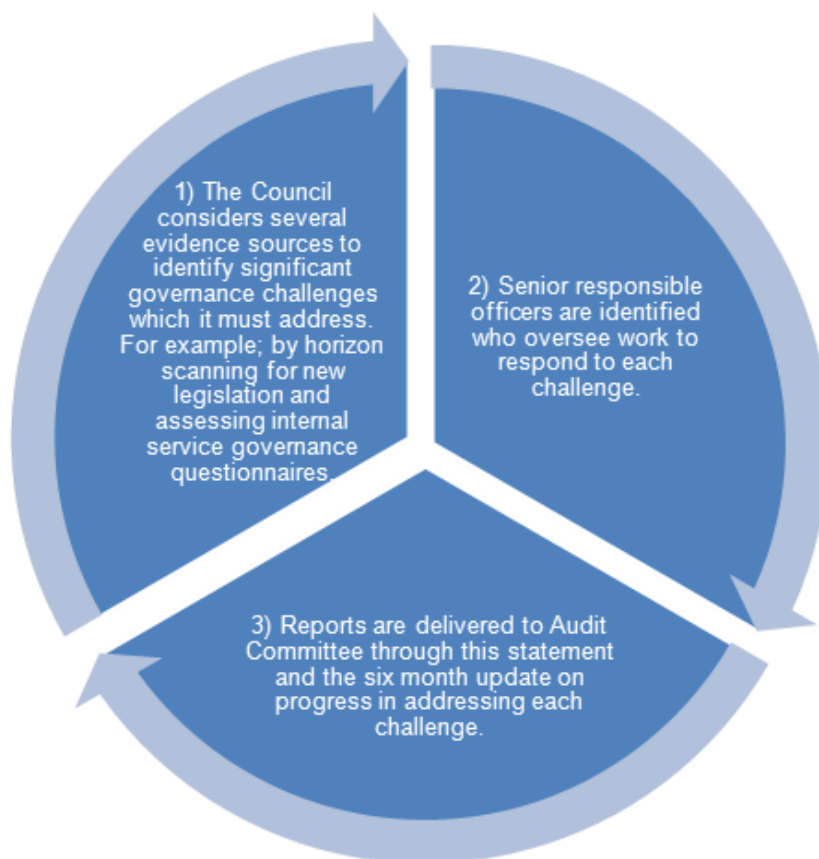 1) The Council
considers several
evidence sources to
identify significant
governance challenges
which it must address.
For example; by horizon
scanning for new
legislation and
assessing internal
service governance
questionnaires.
2) Senior responsible
officers are identified
who oversee work to
respond to each
challenge.
3) Reports are delivered to Audit
Committee through this statement
and the six month update on
progress in addressing each
challenge.